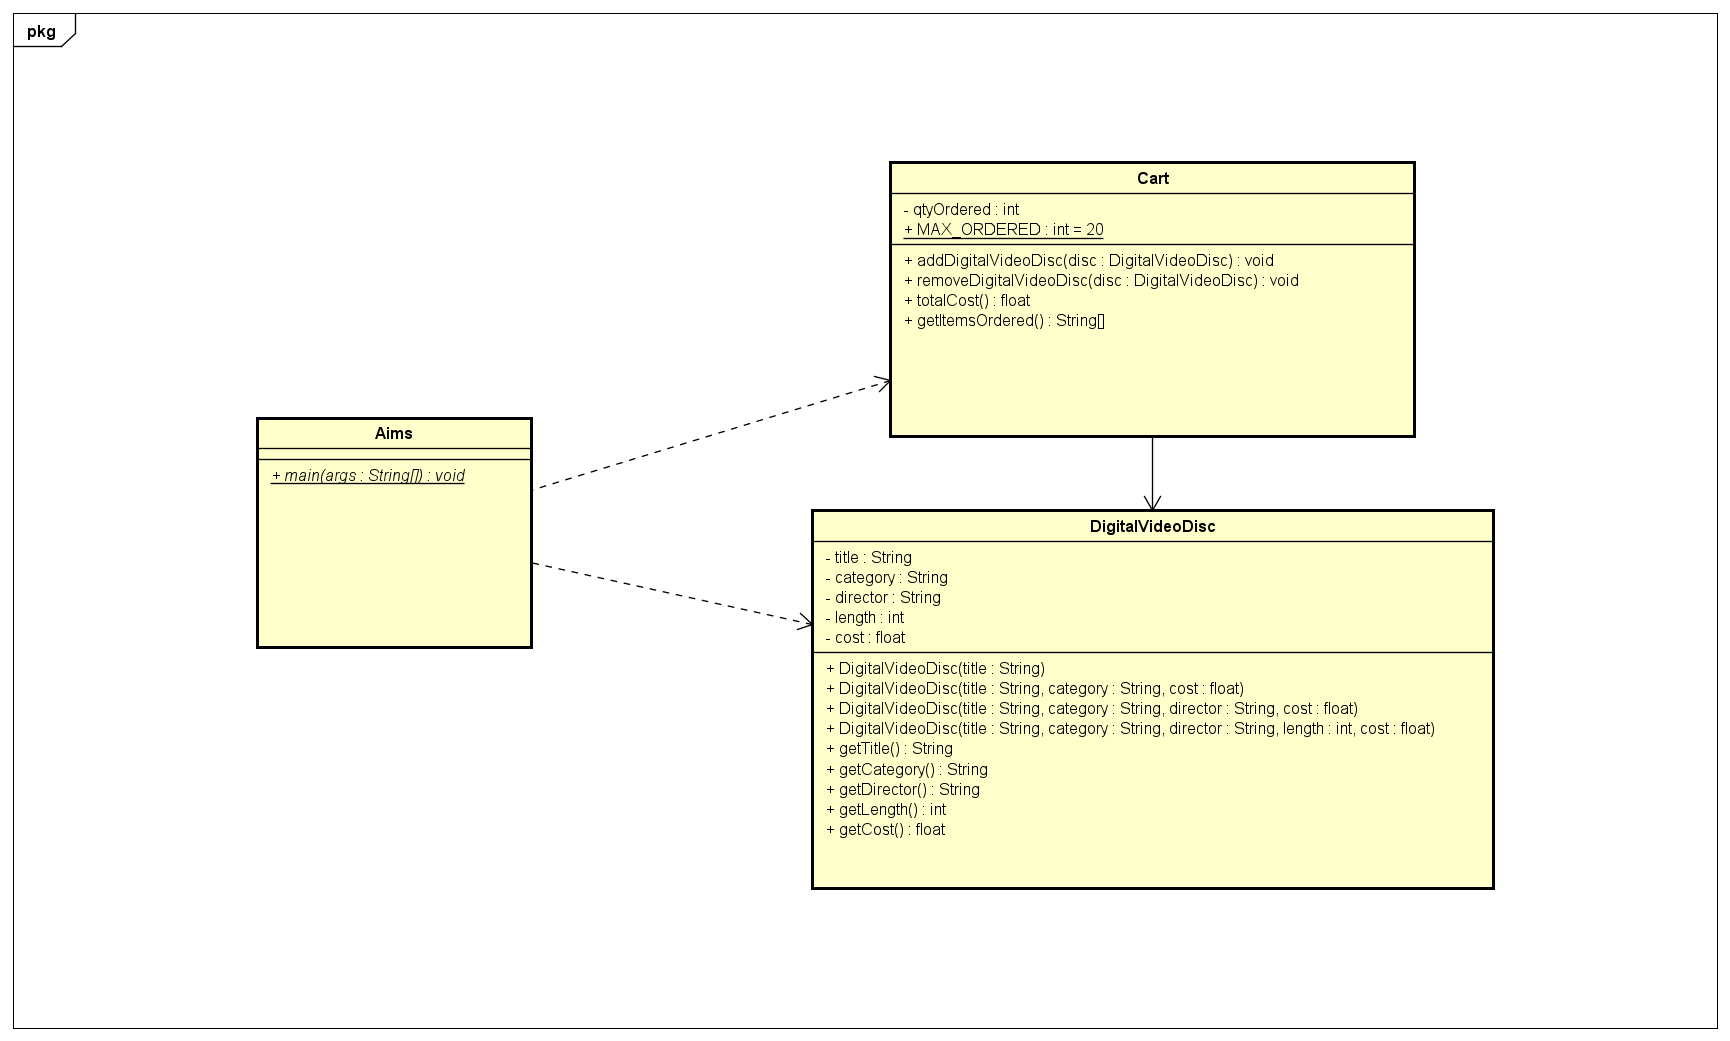 pkg
Cart
- qtyOrdered : int
+ MAX_ORDERED : int = 20
+ addDigitalVideoDisc(disc : DigitalVideoDisc) : void
+ removeDigitalVideoDisc(disc : DigitalVideoDisc) : void
+ totalCost() : float
+ getItemsOrdered() : String[]
Aims
+ main(args : String[]) : void
DigitalVideoDisc
- title : String
- category : String
- director : String
- length : int
- cost : float
+ DigitalVideoDisc(title : String)
+ DigitalVideoDisc(title : String, category : String, cost : float)
+ DigitalVideoDisc(title : String, category : String, director : String, cost : float)
+ DigitalVideoDisc(title : String, category : String, director : String, length : int, cost : float)
+ getTitle() : String
+ getCategory() : String
+ getDirector() : String
+ getLength() : int
+ getCost() : float